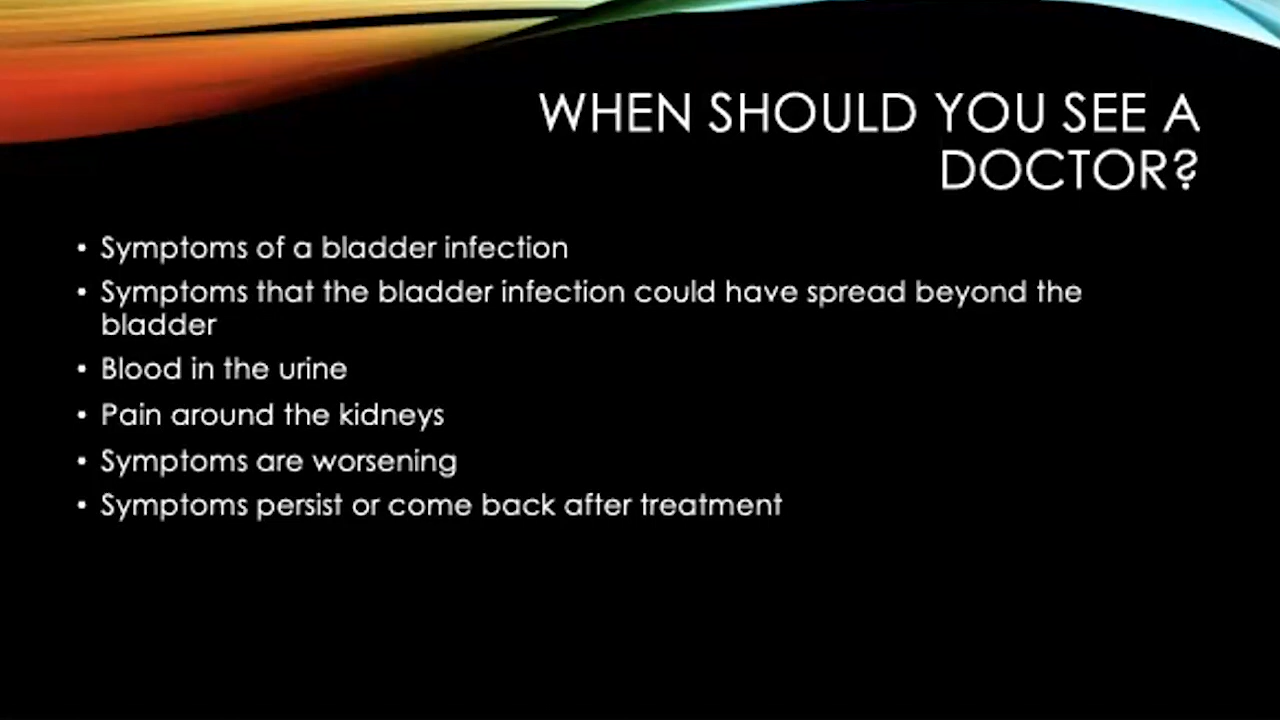 WHEN SHOULD YOU SEE A
DOCTOR?
• Symptoms of a bladder infection
• Symptoms that the bladder infection could have spread beyond the
bladder
• Blood in the urine
• Pain around the kidneys
• Symptoms are worsening
• Symptoms persist or come back after treatment